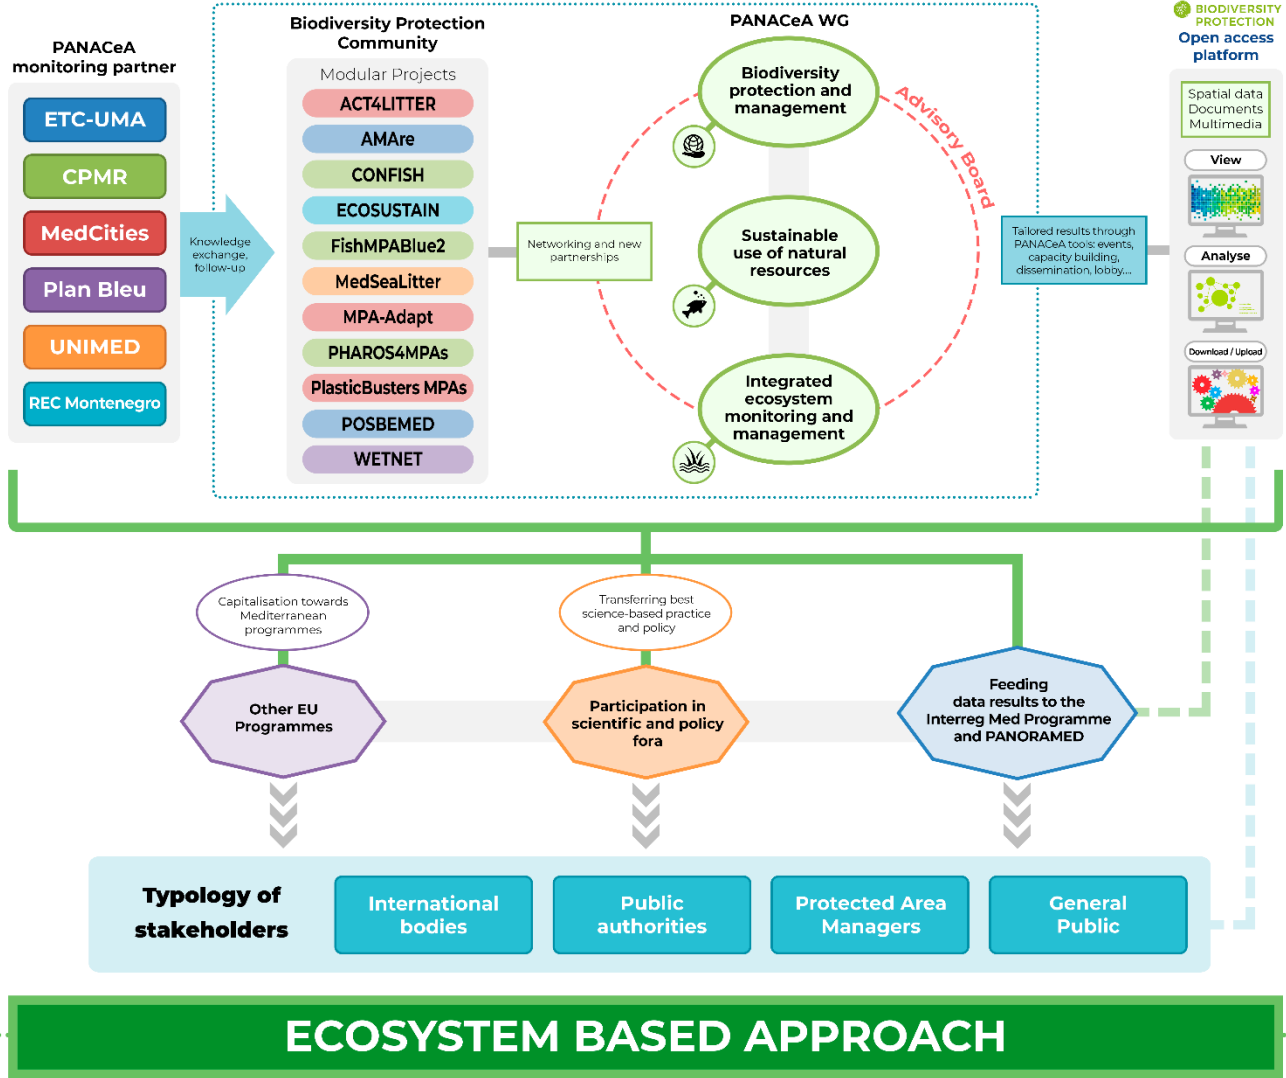 PANACeA
monitoring partner
ETC-UMA
CPMR
MedCities
Plan Bleu
UNIMED
REC Montenegro
Knowledge
exchange,
follow-up
Biodiversity Protection
Community
Modular Projects
ACT4LITTER
AMAre
CONFISH
ECOSUSTAIN
FishMPABlue2
MedSeaLitter
MPA-Adapt
PHAROS4MPAs
PlasticBusters MPAs
POSBEMED
WETNET
Networking and new
partnerships
PANACeA WG
Biodiversity
protection and
management
Sustainable
use of natural
resources
Integrated
ecosystem
monitoring and
management
Advisory Board
Tailored results through
PANACeA tools: events,
capacity building,
dissemination, lobby....
BIODIVERSITY
PROTECTION
Open access
platform
Spatial data
Documents
Multimedia
View
Analyse
Download / Upload
Capitalisation towards
Mediterranean
programmes
Transferring best
science-based practice
and policy
Other EU
Programmes
Participation in
scientific and policy
fora
Feeding
data results to the
Interreg Med Programme
and PANORAMED
Typology of
stakeholders
International
bodies
Public
authorities
Protected Area
Managers
General
Public
ECOSYSTEM BASED APPROACH